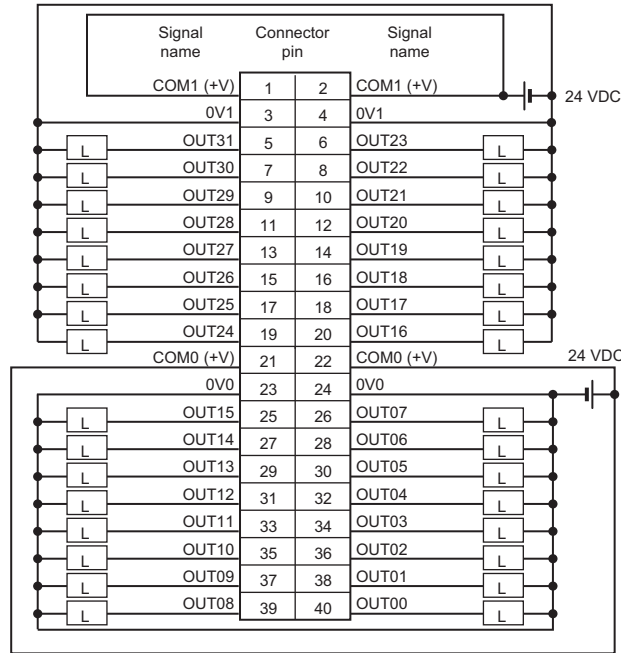 Signal name Connector pin Signal name
COM1 (+V) 1 2 COM1 (+V)
24 VDC
0V1 3 4 0V1
L OUT31 5 6 OUT23 L
L OUT30 7 8 OUT22 L
L OUT29 9 10 OUT21 L
L OUT28 11 12 OUT20 L
L OUT27 13 14 OUT19 L
L OUT26 15 16 OUT18 L
L OUT25 17 18 OUT17 L
L OUT24 19 20 OUT16 L
COM0 (+V) 21 22 COM0 (+V) 24 VDC
0V0 23 24 0V0
L OUT15 25 26 OUT07 L
L OUT14 27 28 OUT06 L
L OUT13 29 30 OUT05 L
L OUT12 31 32 OUT04 L
L OUT11 33 34 OUT03 L
L OUT10 35 36 OUT02 L
L OUT09 37 38 OUT01 L
L OUT08 39 40 OUT00 L